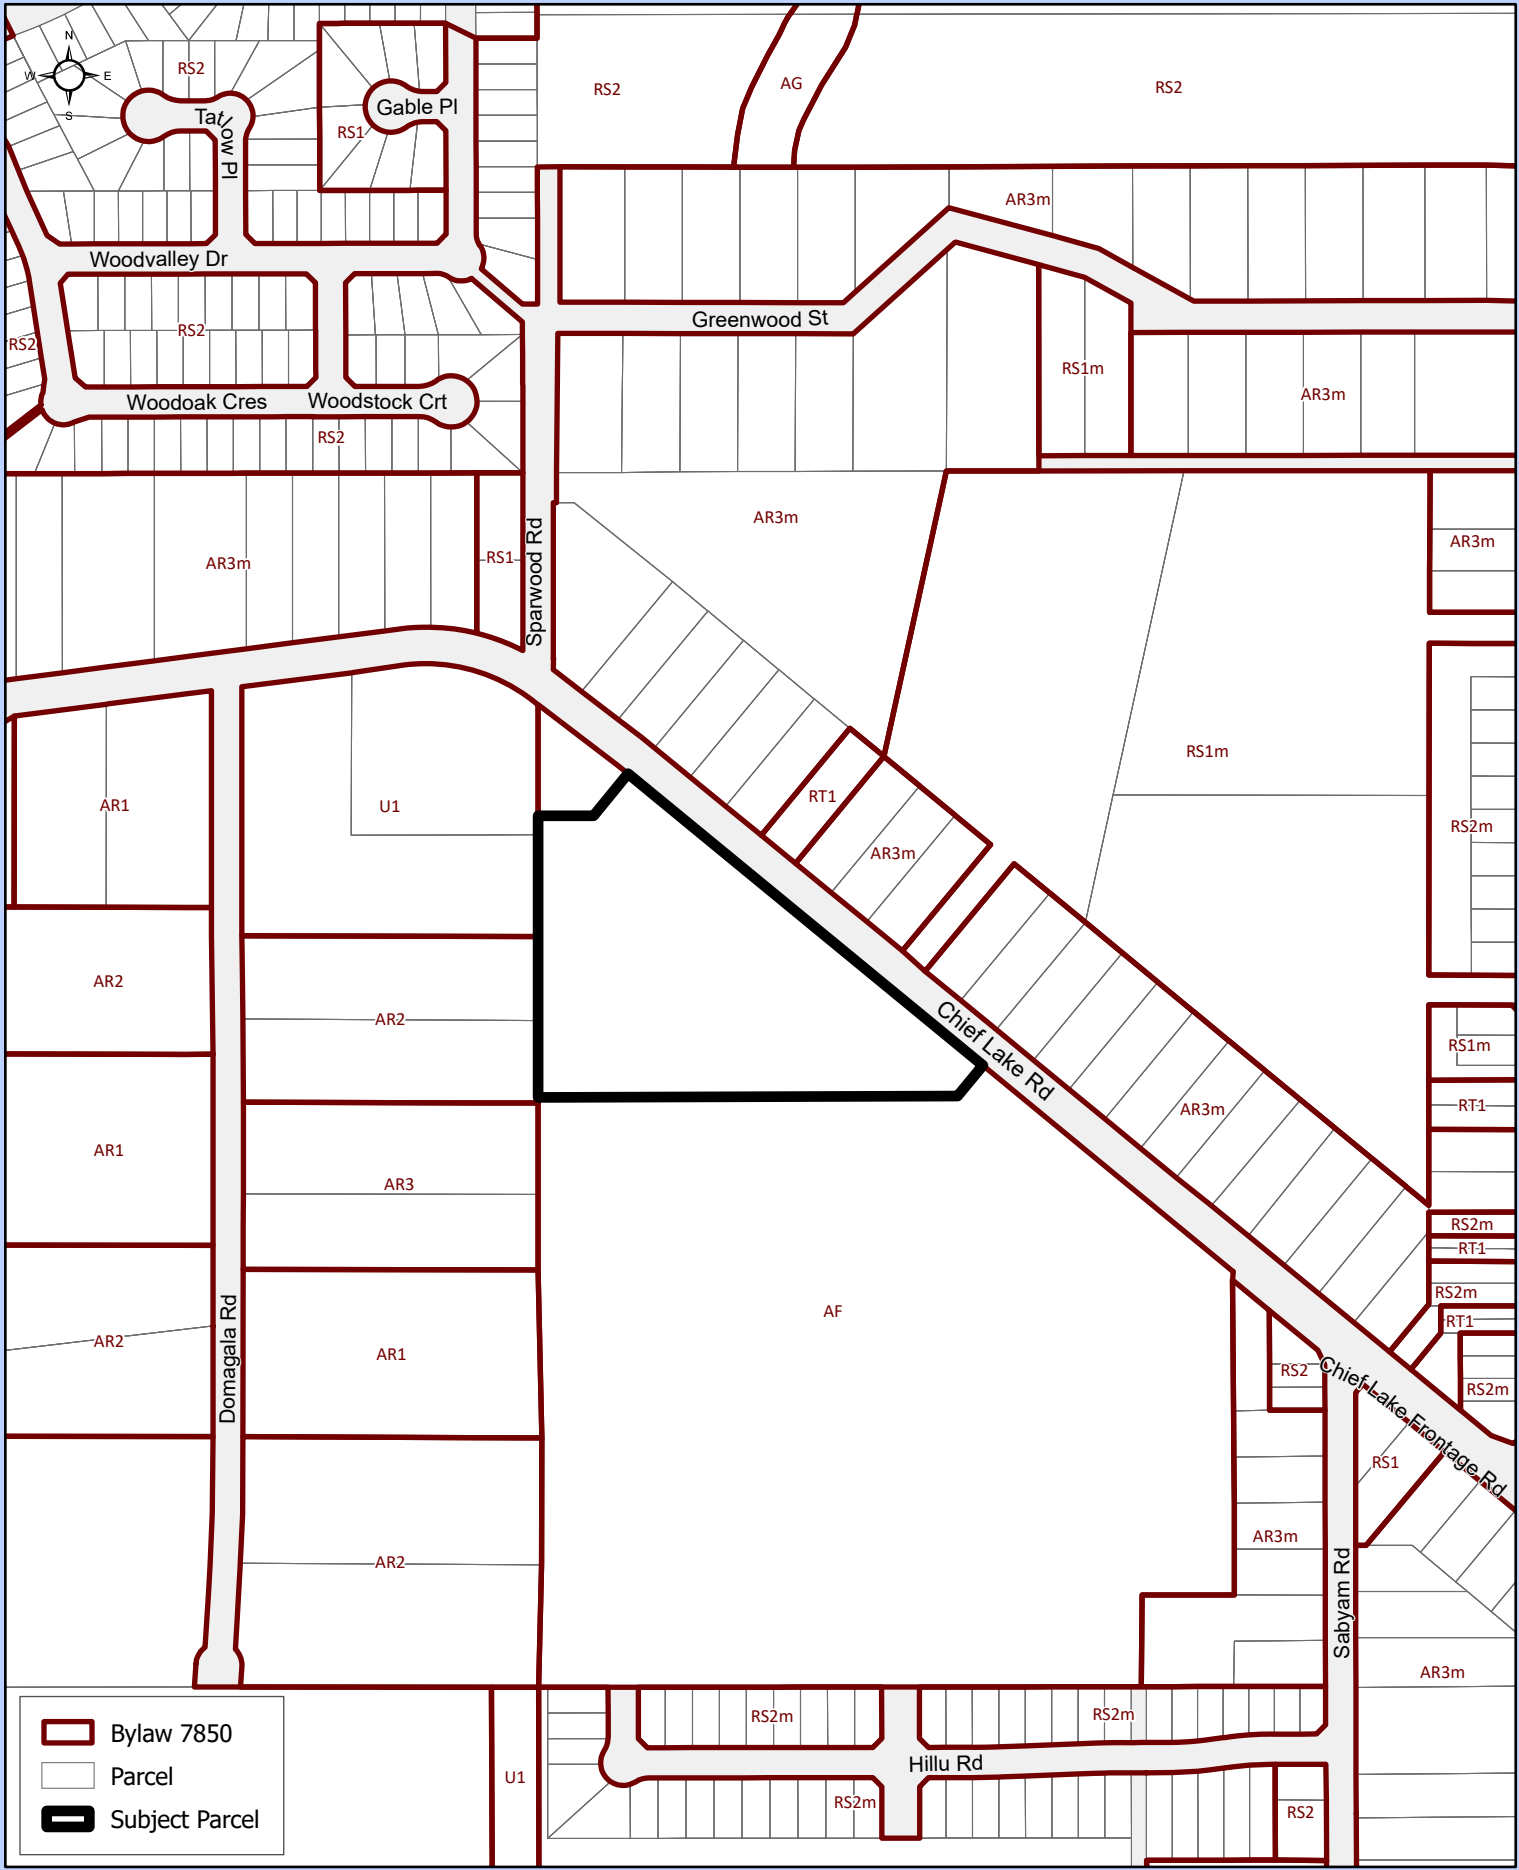 N
W
E
S
RS2
Tatlow Pl
Gable Pl
RS1
RS2
AG
RS2
AR3m
Woodvalley Dr
RS2
RS2
Greenwood St
RS1m
AR3m
Woodoak Cres
Woodstock Crt
RS2
AR3m
RS1
Sparwood Rd
AR3m
AR3m
AR1
U1
RT1
AR3m
RS1m
RS2m
AR2
AR2
Chief Lake Rd
RS1m
RT1
AR3m
AR1
AR3
RS2m
RT1
RS2m
RT1
AF
AR2
Domagala Rd
AR1
RS2
Chief Lake Frontage Rd
RS2m
RS1
AR3m
AR2
Sabyam Rd
AR3m
Bylaw 7850
Parcel
Subject Parcel
U1
RS2m
RS2m
Hillu Rd
RS2m
RS2